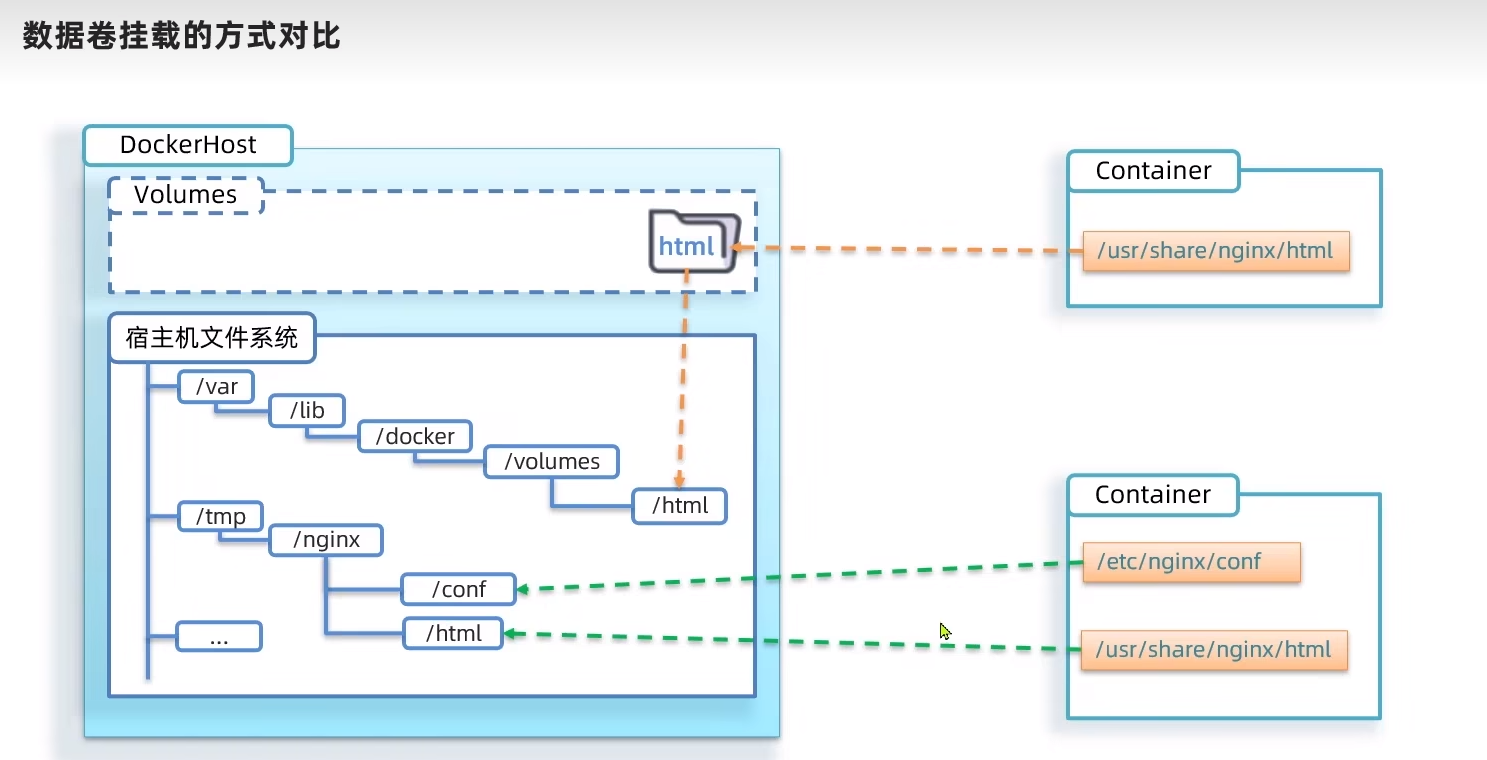 数据卷挂载的方式对比
DockerHost
Volumes
html
宿主机文件系统
/var
/lib
/docker
/volumes
/html
/tmp
/nginx
/conf
/html
...
Container
/usr/share/nginx/html
Container
/etc/nginx/conf
/usr/share/nginx/html